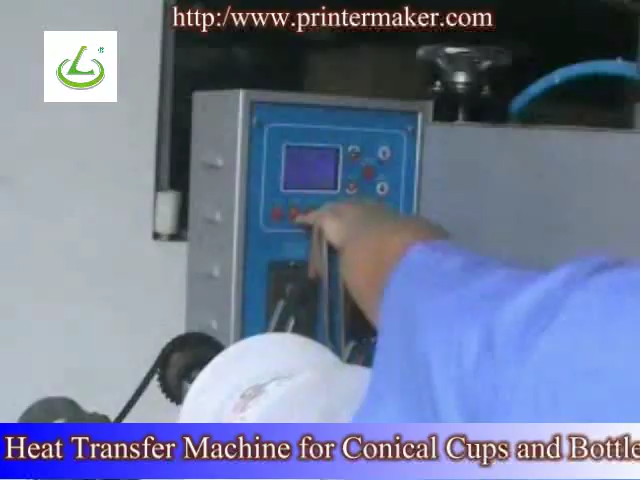 http:/www.printermaker.com
Heat Transfer Machine for Conical Cups and Bottle